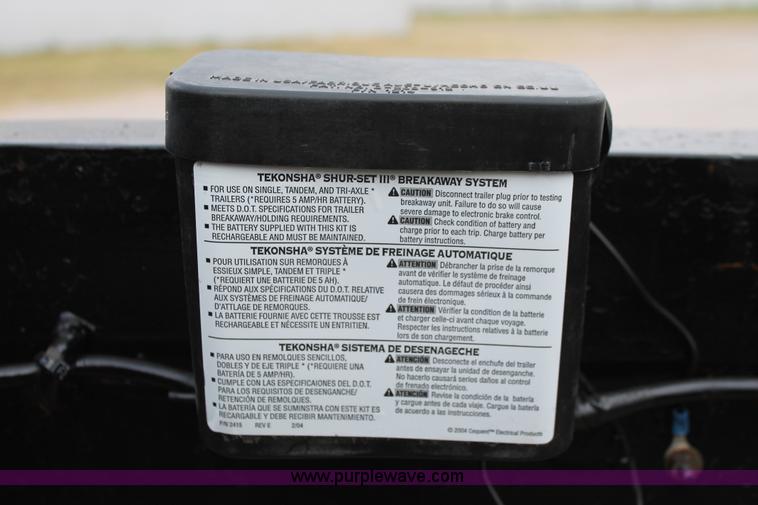 MADE IN USA
TEKONSHA® SHUR-SET III® BREAKAWAY SYSTEM
■ FOR USE ON SINGLE, TANDEM, AND TRI-AXLE *
TRAILERS (*REQUIRES 5 AMP/HR BATTERY).
■ MEETS D.O.T. SPECIFICATIONS FOR TRAILER
BREAKAWAY/HOLDING REQUIREMENTS.
■ THE BATTERY SUPPLIED WITH THIS KIT IS
RECHARGEABLE AND MUST BE MAINTAINED.
⚠ CAUTION Disconnect trailer plug prior to testing
breakaway unit. Failure to do so will cause
severe damage to electronic brake control.
⚠ CAUTION Check condition of battery and
charge prior to each trip. Charge battery per
battery instructions.
TEKONSHA® SYSTÈME DE FREINAGE AUTOMATIQUE
■ POUR UTILISATION SUR REMORQUES À
ESSIEUX SIMPLE, TANDEM ET TRIPLE *
(*REQUIERT UNE BATTERIE DE 5 AH).
■ RÉPOND AUX SPÉCIFICATIONS DU D.O.T. RELATIVE
AUX SYSTÈMES DE FREINAGE AUTOMATIQUE/
D'ATTLAGE DE REMORQUES.
■ LA BATTERIE FOURNIE AVEC CETTE TROUSSE EST
RECHARGEABLE ET NÉCESSITE UN ENTRETIEN.
⚠ ATTENTION Débrancher la prise de la remorque
avant de vérifier le système de freinage
automatique. Le défaut de procéder ainsi
causera des dommages sérieux à la commande
de frein électronique.
⚠ ATTENTION Vérifier la condition de la batterie
et charger celle-ci avant chaque voyage.
Respecter les instructions relatives à la batterie
lors de son chargement.
TEKONSHA® SISTEMA DE DESENAGECHE
■ PARA USO EN REMOLQUES SENCILLOS,
DOBLES Y DE EJE TRIPLE * (*REQUIERE UNA
BATERÍA DE 5 AMP/HR).
■ CUMPLE CON LAS ESPECIFICACIONES DEL D.O.T.
PARA LOS REQUISITOS DE DESENGANCHE/
RETENCIÓN DE REMOLQUES.
■ LA BATERÍA QUE SE SUMINSTRA CON ESTE KIT ES
RECARGABLE Y DEBE RECIBIR MANTENIMIENTO.
P/N 2415 REV E 2/04
⚠ ATENCIÓN Desconecte el enchufe del trailer
antes de ensayar la unidad de desenganche.
No hacerlo causará serios daños al control
de frenado electrónico.
⚠ ATENCIÓN Revise la condición de la batería
y cargue antes de cada viaje. Cargue la batería
de acuerdo a las instrucciones.
© 2004 Cequent™ Electrical Products
www.purplewave.com